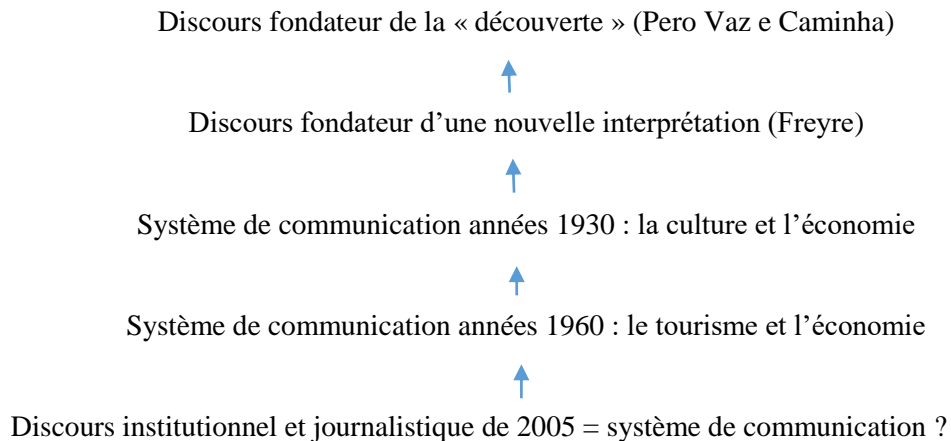 Discours fondateur de la « découverte » (Pero Vaz e Caminha)
Discours fondateur d’une nouvelle interprétation (Freyre)
Système de communication années 1930 : la culture et l’économie
Système de communication années 1960 : le tourisme et l’économie
Discours institutionnel et journalistique de 2005 = système de communication ?